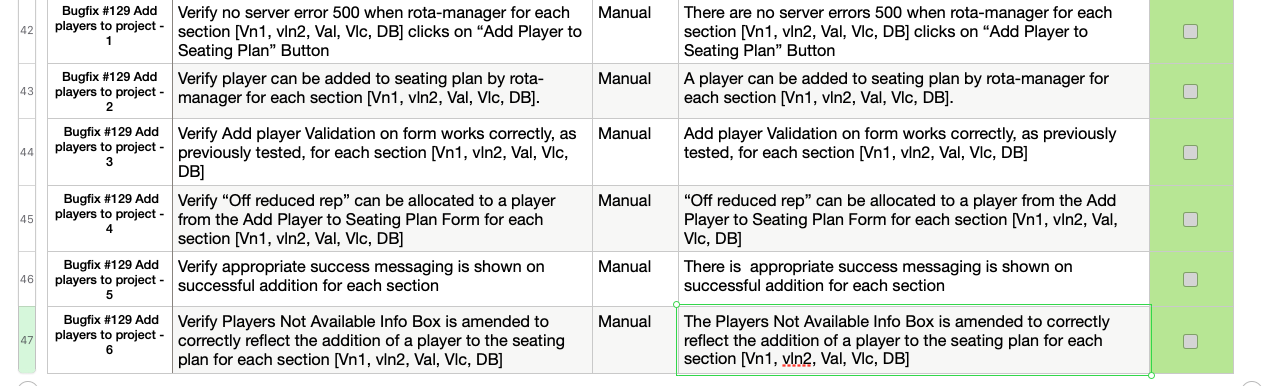 42
Bugfix #129 Add
players to project -
1
Verify no server error 500 when rota-manager for each
section [Vn1, vln2, Val, Vlc, DB] clicks on “Add Player to
Seating Plan” Button
Manual
There are no server errors 500 when rota-manager for each
section [Vn1, vln2, Val, Vlc, DB] clicks on “Add Player to
Seating Plan” Button
43
Bugfix #129 Add
players to project -
2
Verify player can be added to seating plan by rota-
manager for each section [Vn1, vln2, Val, Vlc, DB].
Manual
A player can be added to seating plan by rota-manager for
each section [Vn1, vln2, Val, Vlc, DB].
44
Bugfix #129 Add
players to project -
3
Verify Add player Validation on form works correctly, as
previously tested, for each section [Vn1, vln2, Val, Vlc,
DB]
Manual
Add player Validation on form works correctly, as previously
tested, for each section [Vn1, vln2, Val, Vlc, DB]
45
Bugfix #129 Add
players to project -
4
Verify “Off reduced rep” can be allocated to a player
from the Add Player to Seating Plan Form for each
section [Vn1, vln2, Val, Vlc, DB]
Manual
“Off reduced rep” can be allocated to a player from the Add
Player to Seating Plan Form for each section [Vn1, vln2, Val,
Vlc, DB]
46
Bugfix #129 Add
players to project -
5
Verify appropriate success messaging is shown on
successful addition for each section
Manual
There is  appropriate success messaging is shown on
successful addition for each section
47
Bugfix #129 Add
players to project -
6
Verify Players Not Available Info Box is amended to
correctly reflect the addition of a player to the seating
plan for each section [Vn1, vln2, Val, Vlc, DB]
Manual
The Players Not Available Info Box is amended to correctly
reflect the addition of a player to the seating plan for each
section [Vn1, vln2, Val, Vlc, DB]